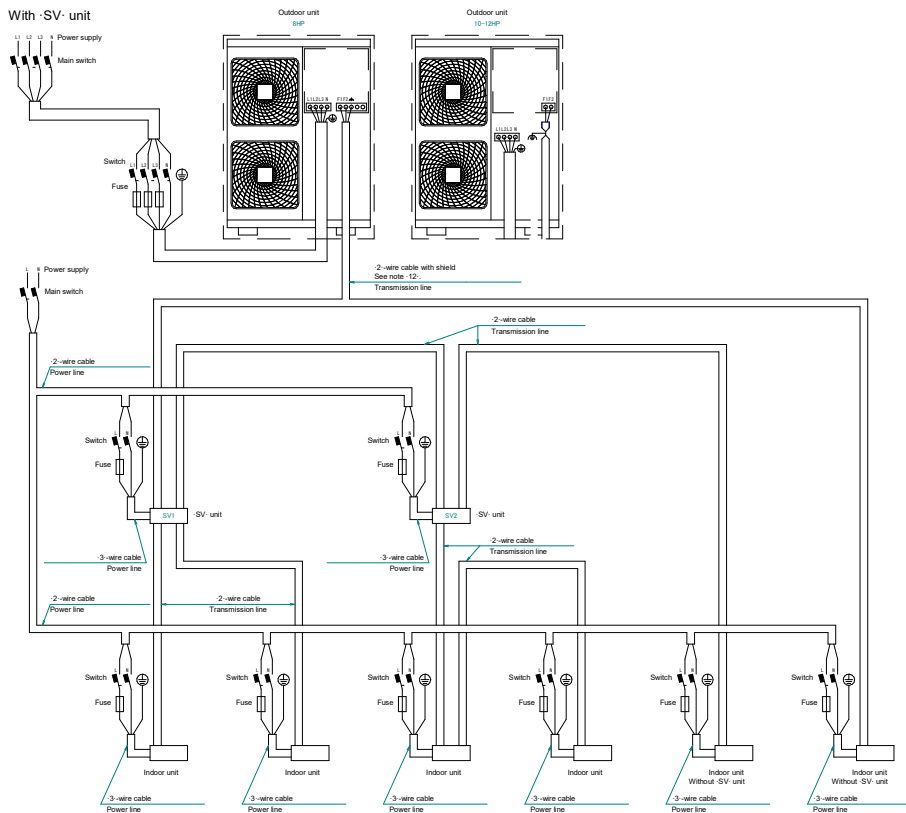 With ·SV· unit
Outdoor unit
8HP
Outdoor unit
10-12HP
L1 L2 L3 N
Power supply
Main switch
L1L2L3 N
F1F2
F1F2
L1L2L3 N
Switch
L1 L2 L3 N
Fuse
L N
Power supply
Main switch
·2·-wire cable with shield
See note ·12·.
Transmission line
·2·-wire cable
Transmission line
·2·-wire cable
Power line
L N
Switch
Fuse
L N
Switch
Fuse
SV1
·SV· unit
SV2
·SV· unit
·3·-wire cable
Power line
·3·-wire cable
Power line
·2·-wire cable
Transmission line
·2·-wire cable
Power line
·2·-wire cable
Transmission line
L N
Switch
Fuse
L N
Switch
Fuse
L N
Switch
Fuse
L N
Switch
Fuse
L N
Switch
Fuse
L N
Switch
Fuse
Indoor unit
Indoor unit
Indoor unit
Indoor unit
Indoor unit
Without ·SV· unit
Indoor unit
Without ·SV· unit
·3·-wire cable
Power line
·3·-wire cable
Power line
·3·-wire cable
Power line
·3·-wire cable
Power line
·3·-wire cable
Power line
·3·-wire cable
Power line